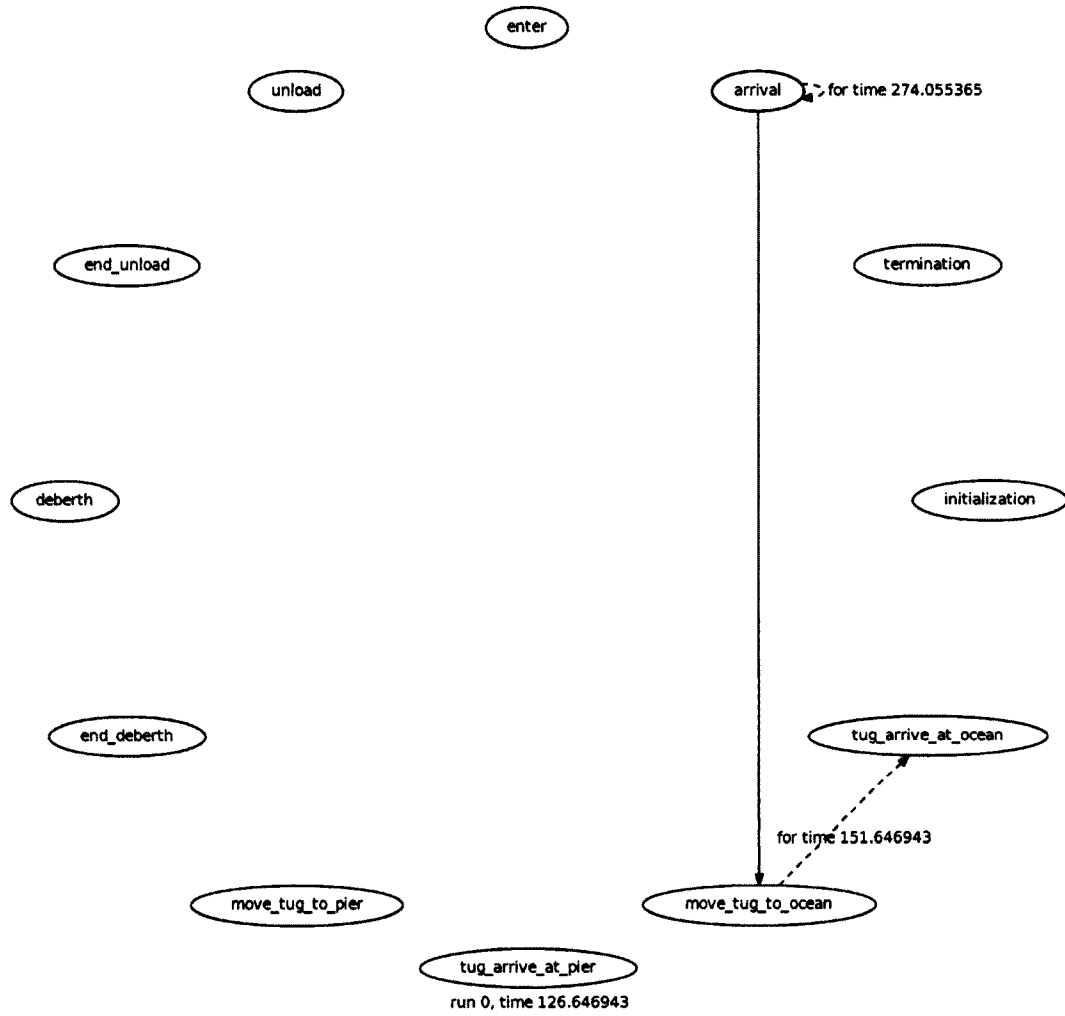 enter
unload
arrival
for time 274.055365
end_unload
termination
deberth
initialization
end_deberth
tug_arrive_at_ocean
for time 151.646943
move_tug_to_pier
move_tug_to_ocean
tug_arrive_at_pier
run 0, time 126.646943